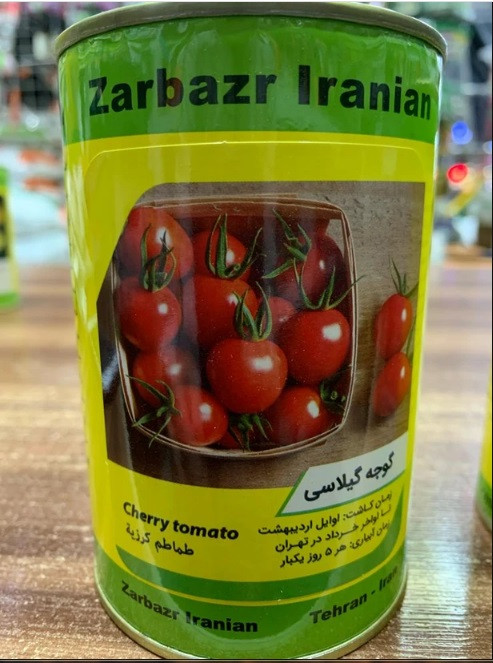 Zarbazr Iranian
گوجه گیلاسی
Cherry tomato
طماطم كرزية
زمان کاشت: اوایل اردیبهشت
تا اواخر خرداد در تهران
زمان آبیاری: هر ۵ روز یکبار
Zarbazr Iranian
Tehran - Iran